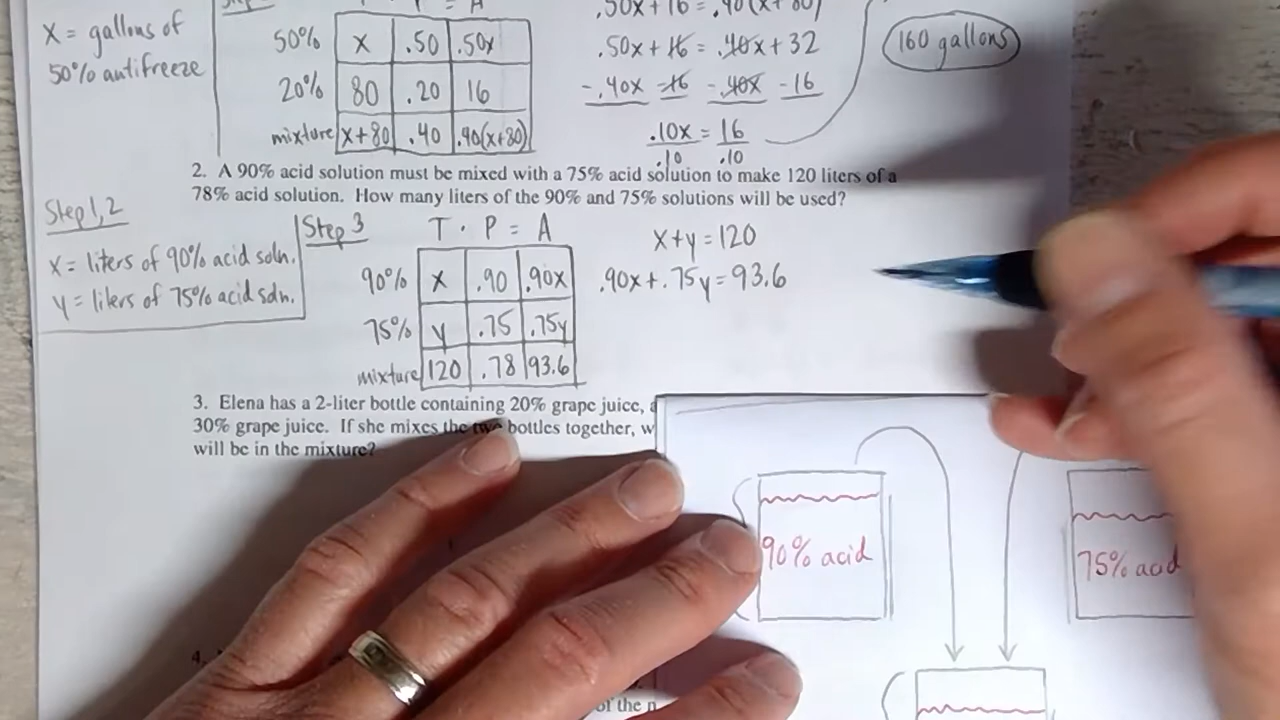 x = gallons of
50% antifreeze
= A
50% x .50 .50x
20% 80 .20 16
mixture x+80 .40 .40(x+80)
.50x + 16 = .40(x+80)
.50x + 16 = .40x + 32
- .40x - 16 - .40x - 16
.10x = 16
.10 .10
160 gallons
2. A 90% acid solution must be mixed with a 75% acid solution to make 120 liters of a
78% acid solution. How many liters of the 90% and 75% solutions will be used?
Step 1,2
x = liters of 90% acid soln.
y = liters of 75% acid soln.
Step 3
T · P = A
90% x .90 .90x
75% y .75 .75y
mixture 120 .78 93.6
x + y = 120
.90x + .75y = 93.6
3. Elena has a 2-liter bottle containing 20% grape juice,
30% grape juice. If she mixes the two bottles together,
will be in the mixture?
90% acid
75% acid
4.
of the